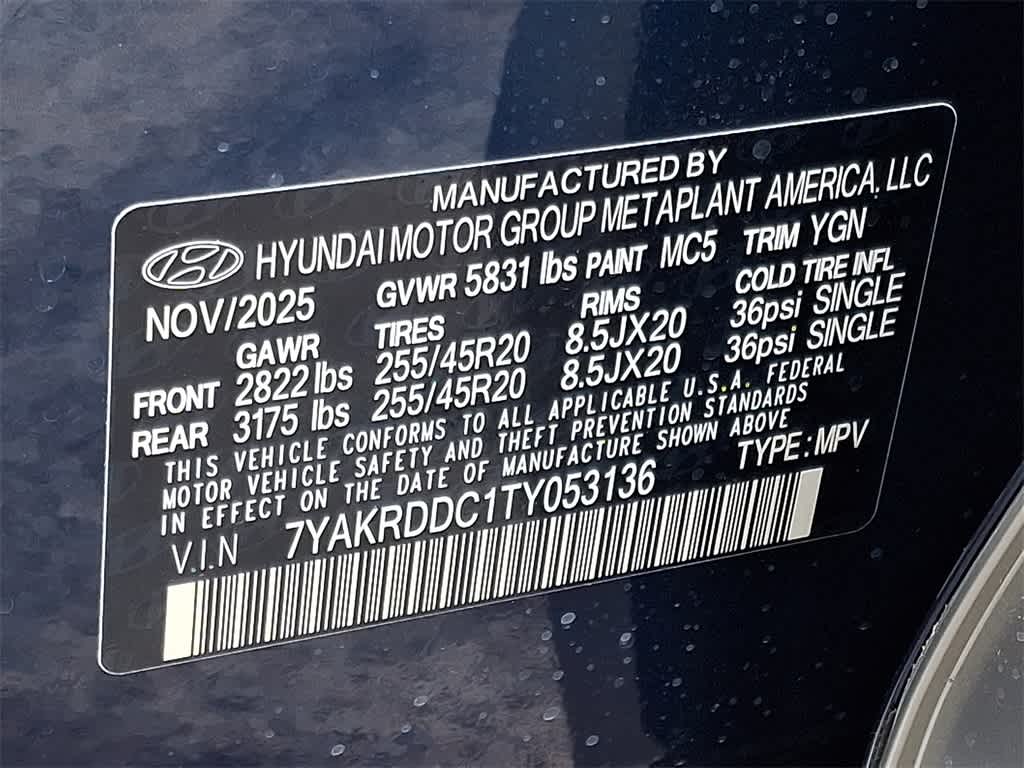 MANUFACTURED BY
HYUNDAI MOTOR GROUP METAPLANT AMERICA. LLC
NOV/2025 GVWR 5831 lbs PAINT MC5 TRIM YGN
GAWR TIRES RIMS COLD TIRE INFL
FRONT 2822 lbs 255/45R20 8.5JX20 36psi SINGLE
REAR 3175 lbs 255/45R20 8.5JX20 36psi SINGLE
THIS VEHICLE CONFORMS TO ALL APPLICABLE U.S.A. FEDERAL
MOTOR VEHICLE SAFETY AND THEFT PREVENTION STANDARDS
IN EFFECT ON THE DATE OF MANUFACTURE SHOWN ABOVE
V.I.N 7YAKRDDC1TY053136 TYPE: MPV